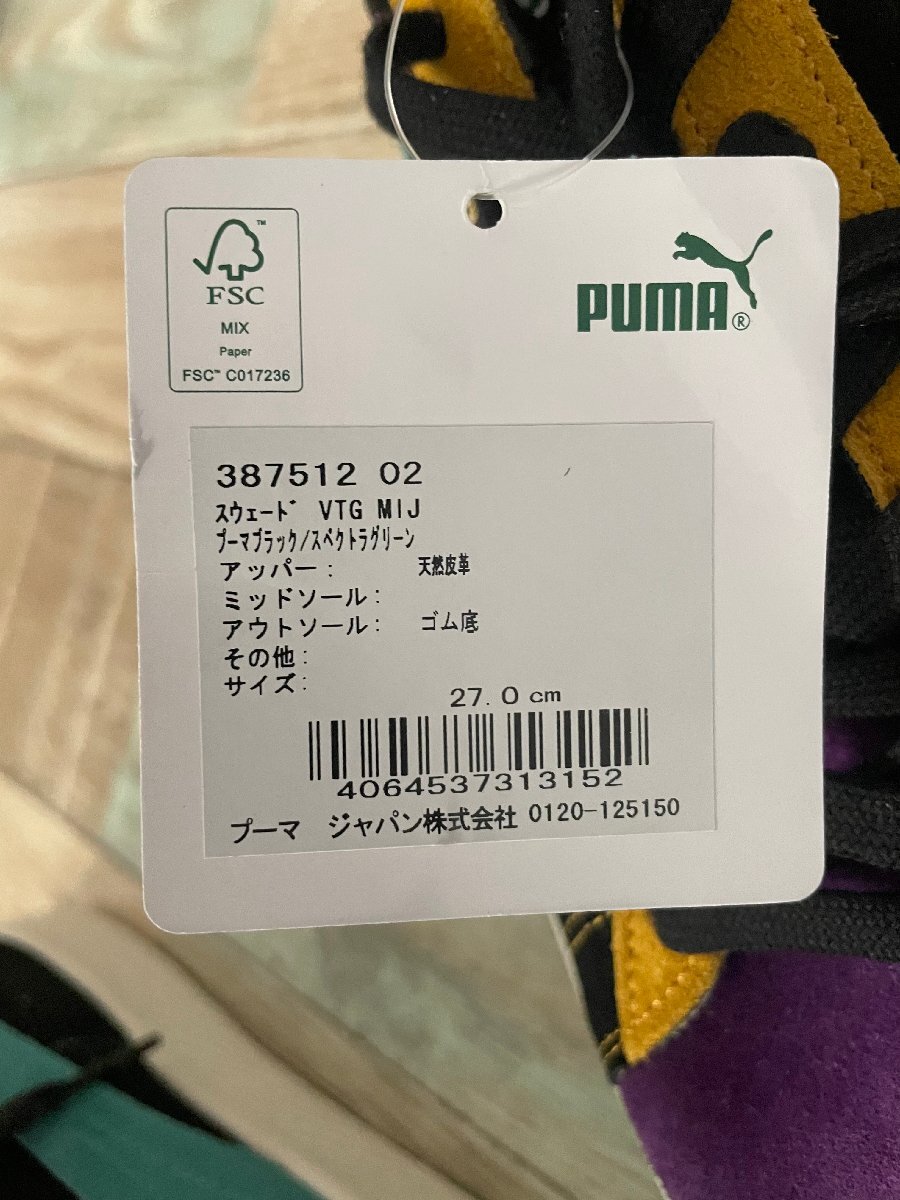 FSC™
MIX
Paper
FSC™ C017236
PUMA®
387512 02
ｽｳｪｰﾄﾞ VTG MIJ
ﾌﾟｰﾏﾌﾞﾗｯｸ/ｽﾍﾟｸﾄﾗｸﾞﾘｰﾝ
アッパー: 天然皮革
ミッドソール:
アウトソール: ゴム底
その他:
サイズ:
27.0 cm
4064537313152
プーマ ジャパン株式会社 0120-125150